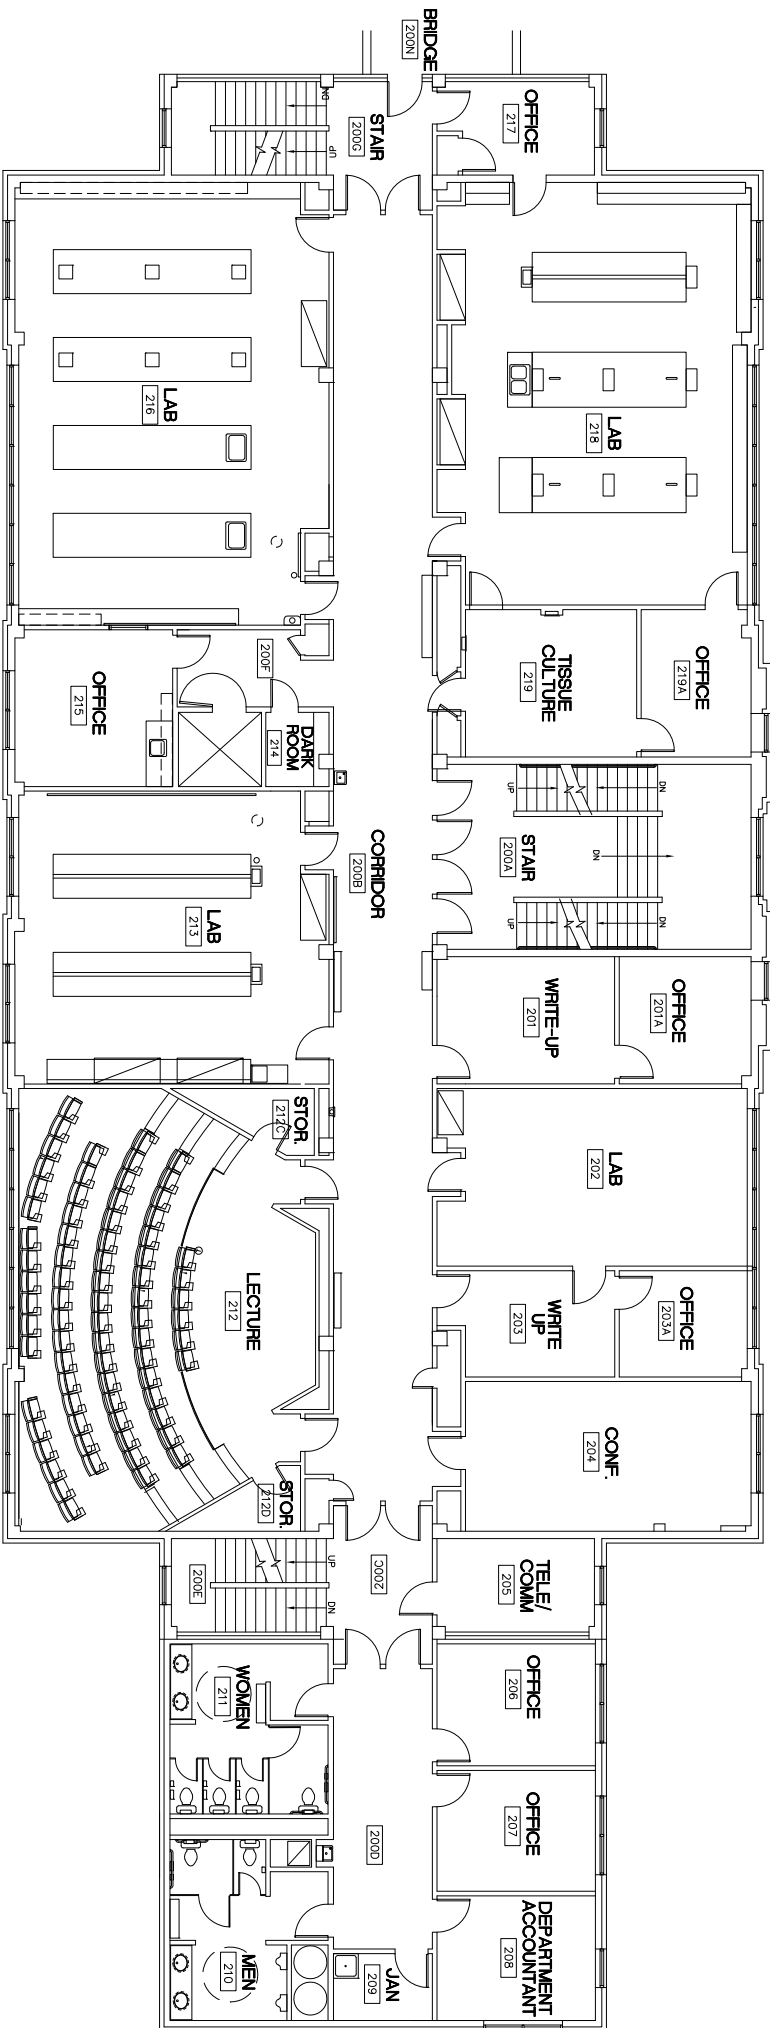 BRIDGE
200N
OFFICE
217
STAIR
200G
DN
UP
LAB
218
LAB
216
OFFICE
219A
TISSUE
CULTURE
219
200F
OFFICE
215
DARK
ROOM
214
DN
UP
STAIR
200A
DN
DN
UP
CORRIDOR
200B
LAB
213
OFFICE
201A
WRITE-UP
201
STOR.
212C
LAB
202
LECTURE
212
OFFICE
203A
WRITE
UP
203
CONF.
204
STOR.
212D
200C
UP
DN
200E
TELE/
COMM
205
OFFICE
206
WOMEN
211
OFFICE
207
200D
DEPARTMENT
ACCOUNTANT
208
JAN
209
MEN
210